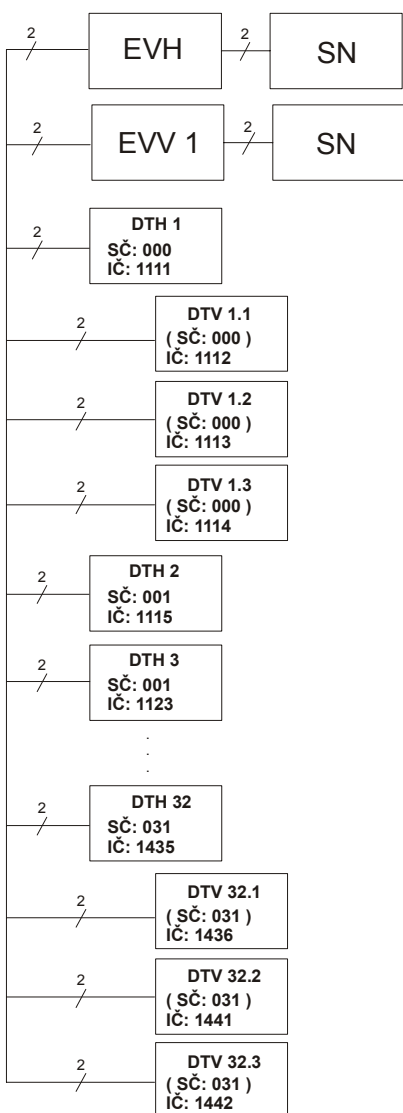 2
EVH
2
SN
2
EVV 1
2
SN
2
DTH 1
SČ: 000
IČ: 1111
2
DTV 1.1
( SČ: 000 )
IČ: 1112
2
DTV 1.2
( SČ: 000 )
IČ: 1113
2
DTV 1.3
( SČ: 000 )
IČ: 1114
2
DTH 2
SČ: 001
IČ: 1115
2
DTH 3
SČ: 001
IČ: 1123
.
.
.
2
DTH 32
SČ: 031
IČ: 1435
2
DTV 32.1
( SČ: 031 )
IČ: 1436
2
DTV 32.2
( SČ: 031 )
IČ: 1441
2
DTV 32.3
( SČ: 031 )
IČ: 1442